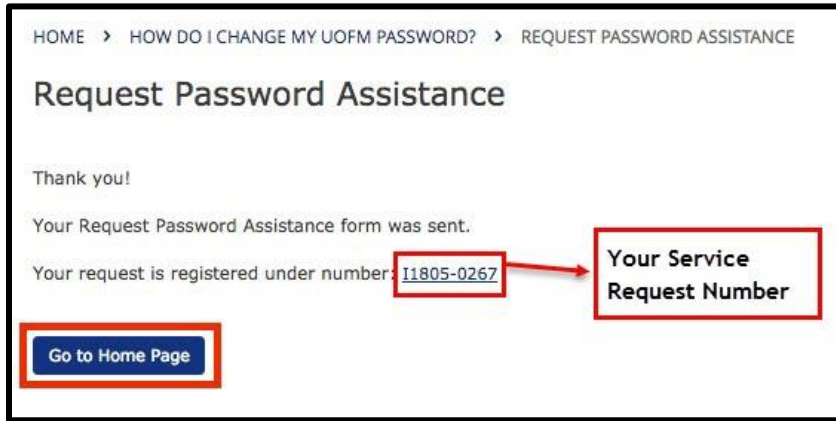 HOME > HOW DO I CHANGE MY UOFM PASSWORD? > REQUEST PASSWORD ASSISTANCE
Request Password Assistance
Thank you!
Your Request Password Assistance form was sent.
Your request is registered under number: I1805-0267
Your Service
Request Number
Go to Home Page